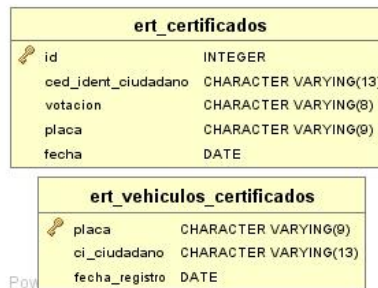 ert_certificados
id INTEGER
ced_ident_ciudadano CHARACTER VARYING(13)
votacion CHARACTER VARYING(8)
placa CHARACTER VARYING(9)
fecha DATE
ert_vehiculos_certificados
placa CHARACTER VARYING(9)
ci_ciudadano CHARACTER VARYING(13)
fecha_registro DATE